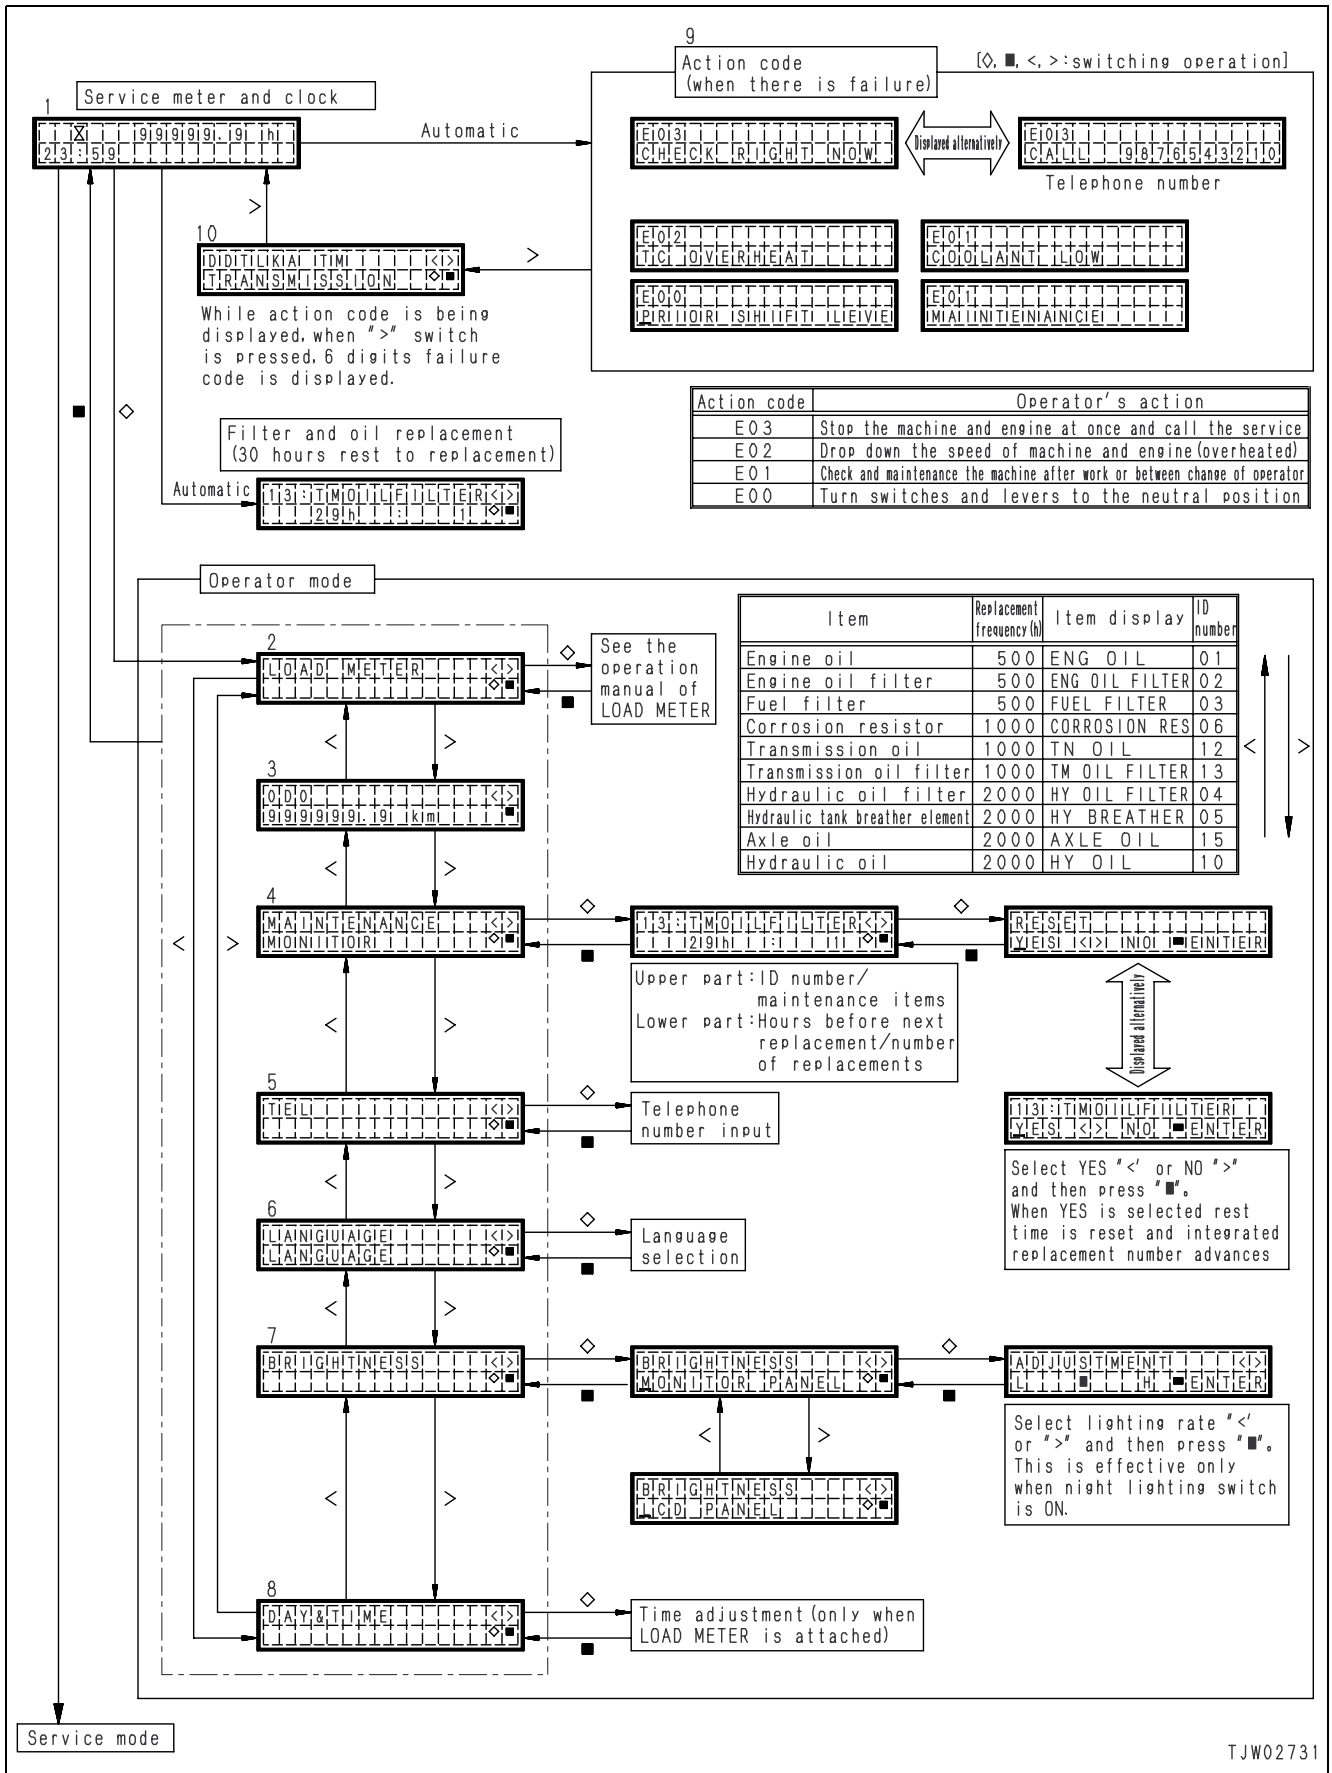 9
Action code
(when there is failure)
[◇, ■, <, >:switching operation]
1
Service meter and clock
99999.9 h
23:59
Automatic
E03
CHECK RIGHT NOW
Displayed alternatively
E03
CALL 9876543210
Telephone number
>
10
DDTLKA TM <>
TRANSMISSION ◇■
>
E02
TC OVERHEAT
E01
COOLANT LOW
E00
PRIOR SHIFT LEVE
E01
MAINTENANCE
While action code is being
displayed, when ">" switch
is pressed, 6 digits failure
code is displayed.
■ ◇
Action code Operator's action
E03 Stop the machine and engine at once and call the service
E02 Drop down the speed of machine and engine (overheated)
E01 Check and maintenance the machine after work or between change of operator
E00 Turn switches and levers to the neutral position
Filter and oil replacement
(30 hours rest to replacement)
Automatic
13:TMOILFILTER<>
29h : 1 ◇■
Operator mode
Item Replacement frequency (h) Item display ID number
Engine oil 500 ENG OIL 01
Engine oil filter 500 ENG OIL FILTER 02
Fuel filter 500 FUEL FILTER 03
Corrosion resistor 1000 CORROSION RES 06
Transmission oil 1000 TN OIL 12
Transmission oil filter 1000 TM OIL FILTER 13
Hydraulic oil filter 2000 HY OIL FILTER 04
Hydraulic tank breather element 2000 HY BREATHER 05
Axle oil 2000 AXLE OIL 15
Hydraulic oil 2000 HY OIL 10
< >
2
LOAD METER <>
◇■
◇
■
See the
operation
manual of
LOAD METER
< >
3
ODO <>
999999.9 km ■
< >
4
MAINTENANCE <>
MONITOR ◇■
◇
■
13:TMOILFILTER<>
29h : 1 ◇■
◇
■
RESET
YES <> NO ■ENTER
< >
Upper part:ID number/
maintenance items
Lower part:Hours before next
replacement/number
of replacements
Displayed alternatively
13:TMOILFILTER
YES <> NO ■ENTER
Select YES "<' or NO ">"
and then press "■"。
When YES is selected rest
time is reset and integrated
replacement number advances
< >
5
TEL <>
◇■
◇
■
Telephone
number input
< >
6
LANGUAGE <>
LANGUAGE ◇■
◇
■
Language
selection
< >
7
BRIGHTNESS <>
◇■
◇
■
BRIGHTNESS <>
MONITOR PANEL ◇■
◇
■
ADJUSTMENT <>
L ■ H ■ENTER
< >
BRIGHTNESS <>
LCD PANEL ◇■
Select lighting rate "<'
or ">" and then press "■"。
This is effective only
when night lighting switch
is ON.
< >
8
DAY&TIME <>
◇■
◇
■
Time adjustment (only when
LOAD METER is attached)
Service mode
TJW02731